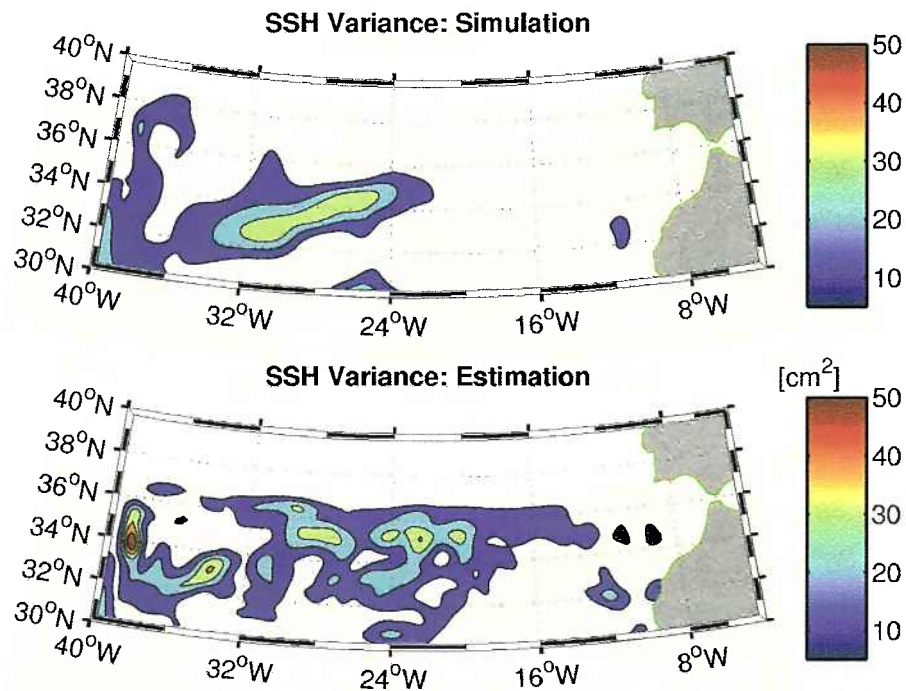 SSH Variance: Simulation
40°N
38°N
36°N
34°N
32°N
30°N
40°W
32°W
24°W
16°W
8°W
50
40
30
20
10
SSH Variance: Estimation
[cm²]
40°N
38°N
36°N
34°N
32°N
30°N
40°W
32°W
24°W
16°W
8°W
50
40
30
20
10